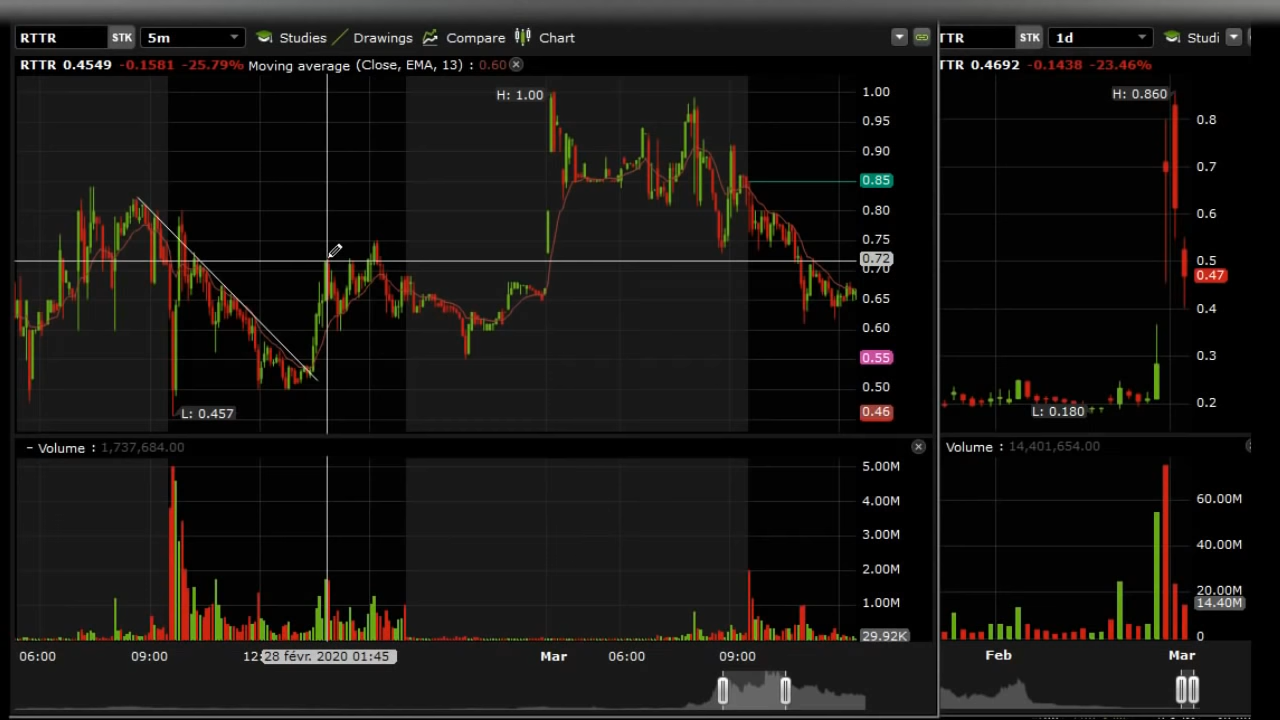 RTTR STK 5m Studies Drawings Compare Chart
RTTR 0.4549 -0.1581 -25.79% Moving average (Close, EMA, 13) : 0.60
H: 1.00
L: 0.457
1.00
0.95
0.90
0.85
0.80
0.75
0.72
0.70
0.65
0.60
0.55
0.50
0.46
– Volume : 1,737,684.00
5.00M
4.00M
3.00M
2.00M
1.00M
29.92K
06:00 09:00 12: 28 févr. 2020 01:45 Mar 06:00 09:00
TTR STK 1d Studi
TTR 0.4692 -0.1438 -23.46%
H: 0.860
L: 0.180
0.8
0.7
0.6
0.5
0.47
0.4
0.3
0.2
Volume : 14,401,654.00
60.00M
40.00M
20.00M
14.40M
0
Feb Mar